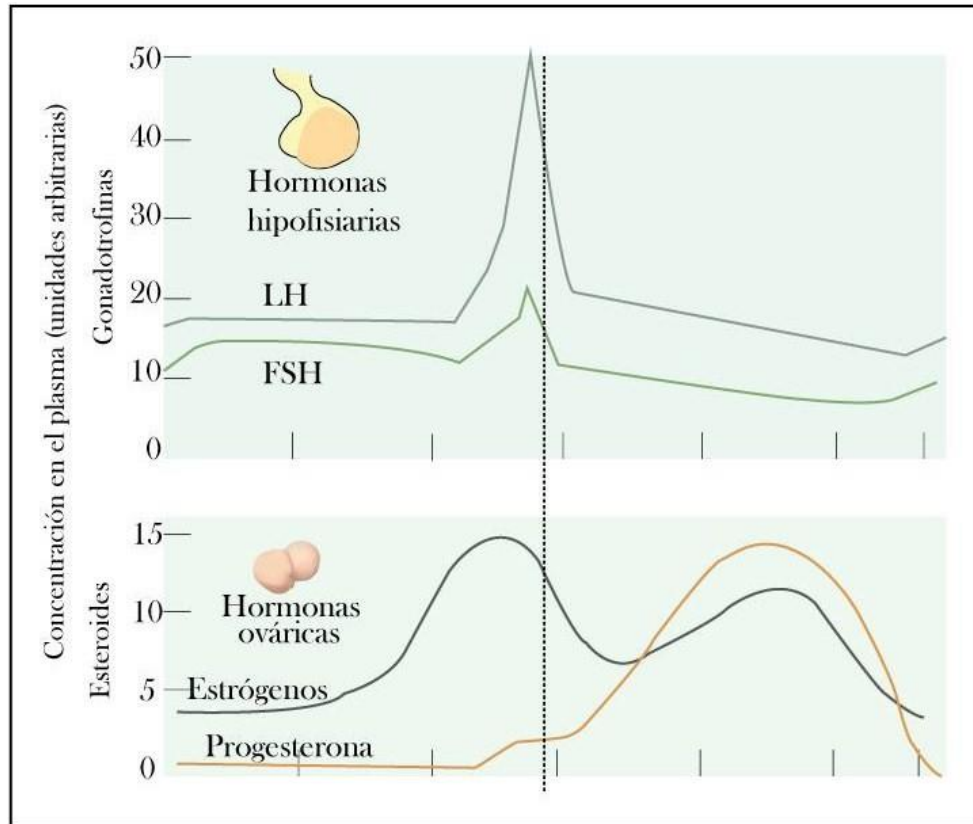 Concentración en el plasma (unidades arbitrarias)
Gonadotrofinas
50
40
30
20
10
0
Hormonas
hipofisiarias
LH
FSH
Esteroides
15
10
5
0
Hormonas
ováricas
Estrógenos
Progesterona